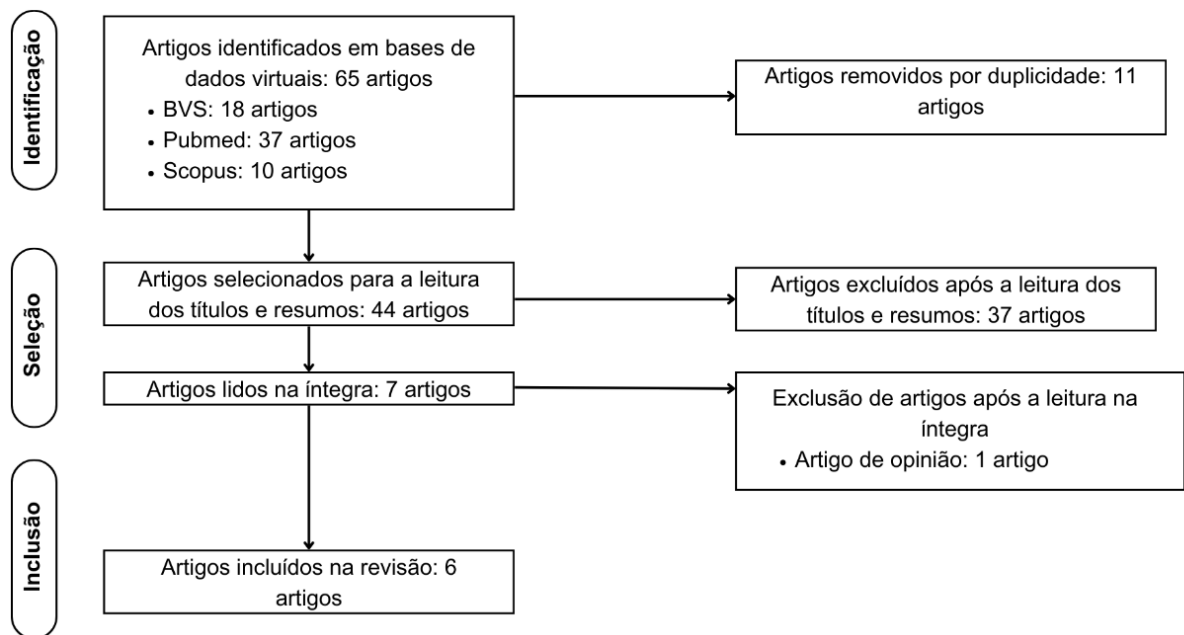 Identificação
Artigos identificados em bases de
dados virtuais: 65 artigos
• BVS: 18 artigos
• Pubmed: 37 artigos
• Scopus: 10 artigos
Artigos removidos por duplicidade: 11
artigos
Seleção
Artigos selecionados para a leitura
dos títulos e resumos: 44 artigos
Artigos excluídos após a leitura dos
títulos e resumos: 37 artigos
Artigos lidos na íntegra: 7 artigos
Exclusão de artigos após a leitura na
íntegra
• Artigo de opinião: 1 artigo
Inclusão
Artigos incluídos na revisão: 6
artigos